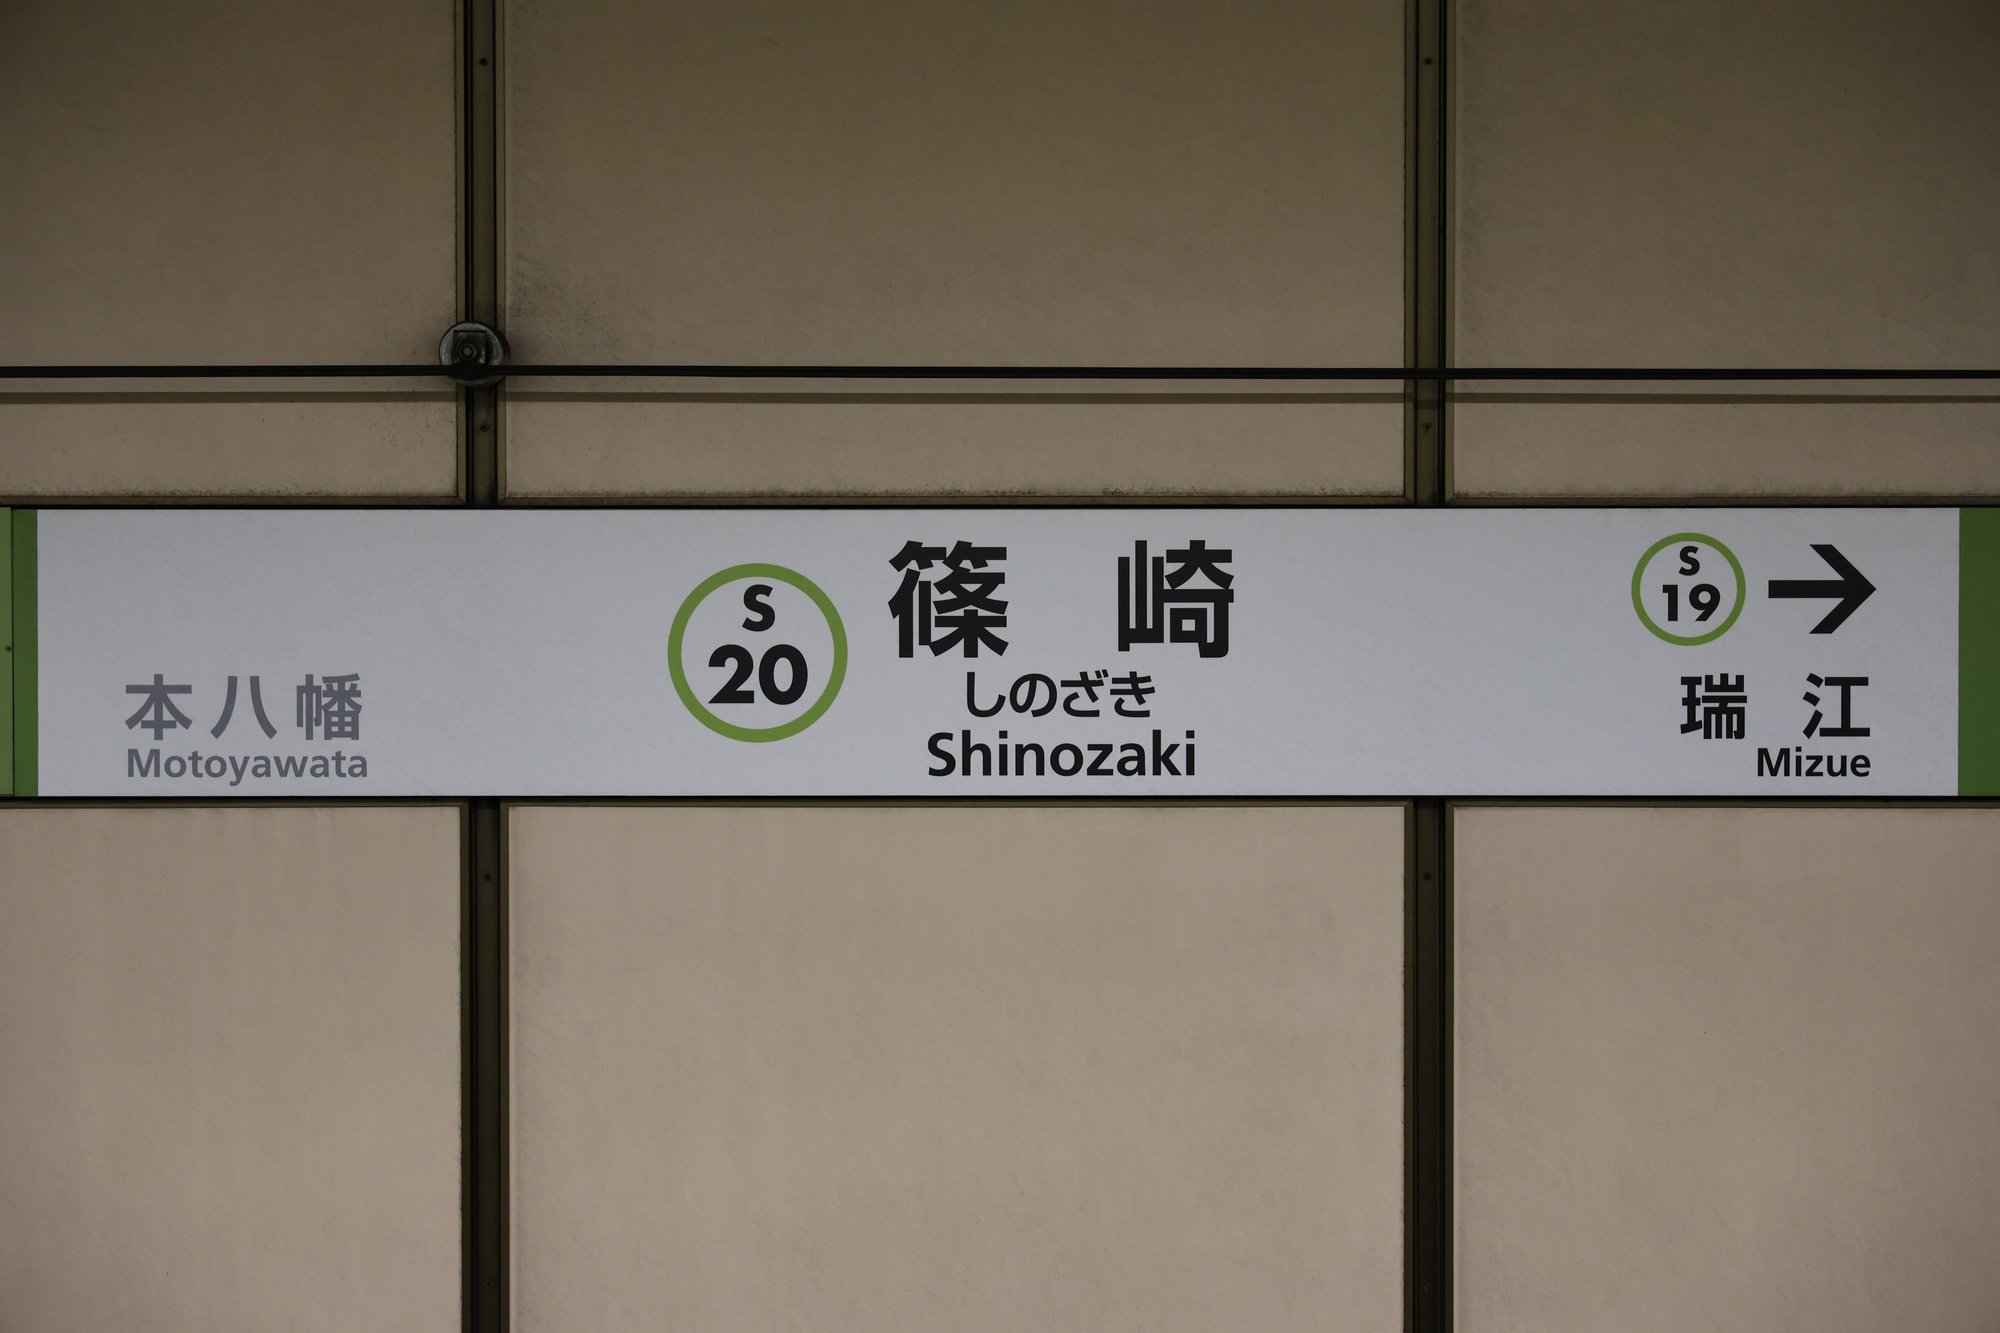 本八幡
Motoyawata
S
20
篠崎
しのざき
Shinozaki
S
19
→
瑞江
Mizue